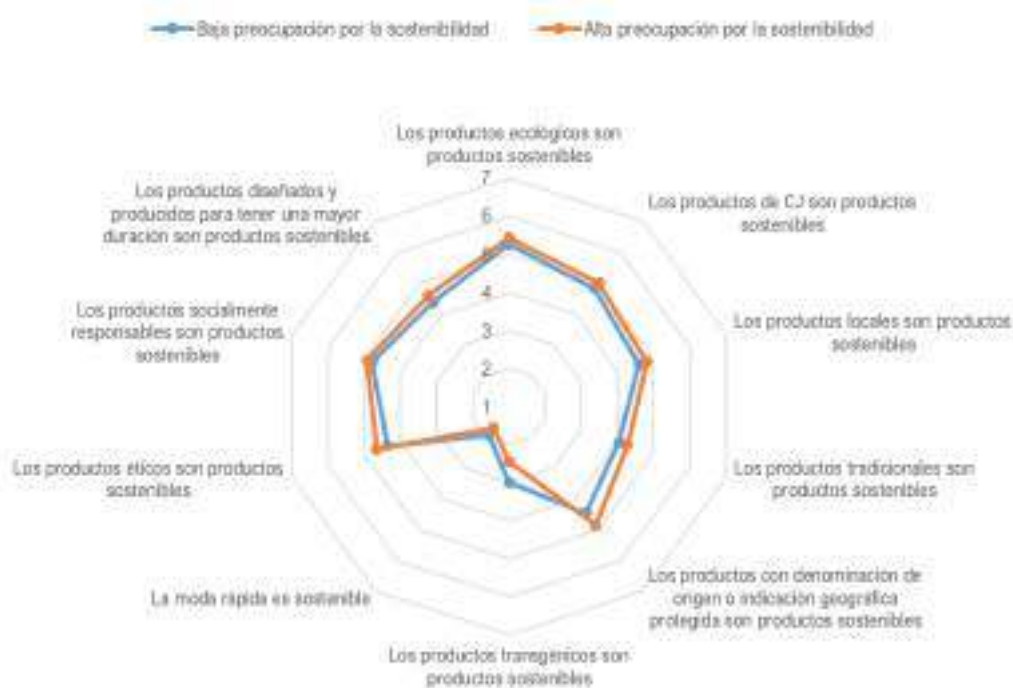 Baja preocupación por la sostenibilidad
Alta preocupación por la sostenibilidad
Los productos ecológicos son
productos sostenibles
Los productos de CJ son productos
sostenibles
Los productos locales son productos
sostenibles
Los productos tradicionales son
productos sostenibles
Los productos con denominación de
origen o indicación geográfica
protegida son productos sostenibles
Los productos transgénicos son
productos sostenibles
La moda rápida es sostenible
Los productos éticos son productos
sostenibles
Los productos socialmente
responsables son productos
sostenibles
Los productos diseñados y
producidos para tener una mayor
duración son productos sostenibles
7
6
5
4
3
2
1